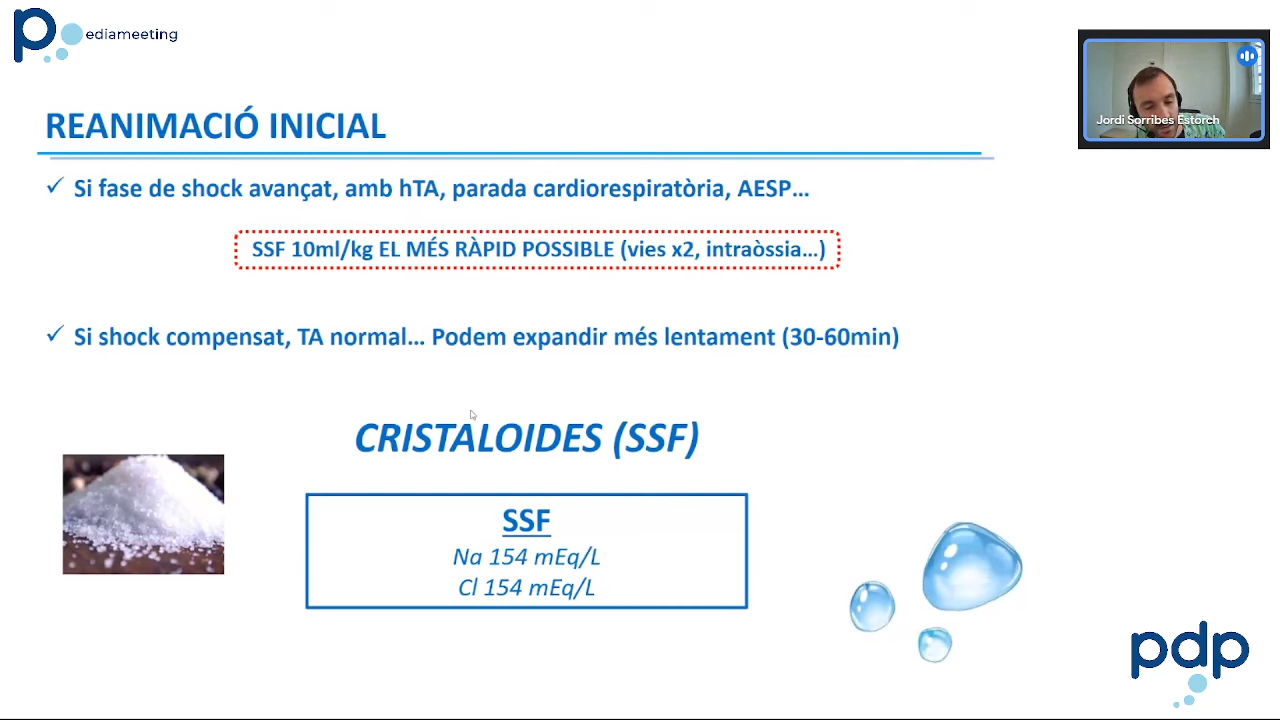 ediameeting
Jordi Sorribes Estorch
REANIMACIÓ INICIAL
✓ Si fase de shock avançat, amb hTA, parada cardiorespiratòria, AESP…
SSF 10ml/kg EL MÉS RÀPID POSSIBLE (vies x2, intraòssia…)
✓ Si shock compensat, TA normal… Podem expandir més lentament (30-60min)
CRISTALOIDES (SSF)
SSF
Na 154 mEq/L
Cl 154 mEq/L
pdp